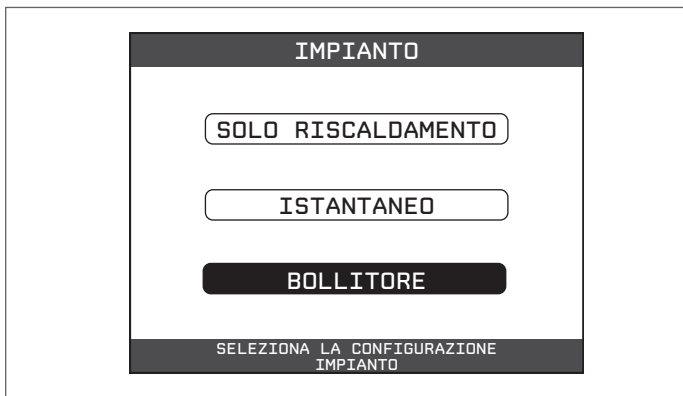 IMPIANTO
SOLO RISCALDAMENTO
ISTANTANEO
BOLLITORE
SELEZIONA LA CONFIGURAZIONE
IMPIANTO